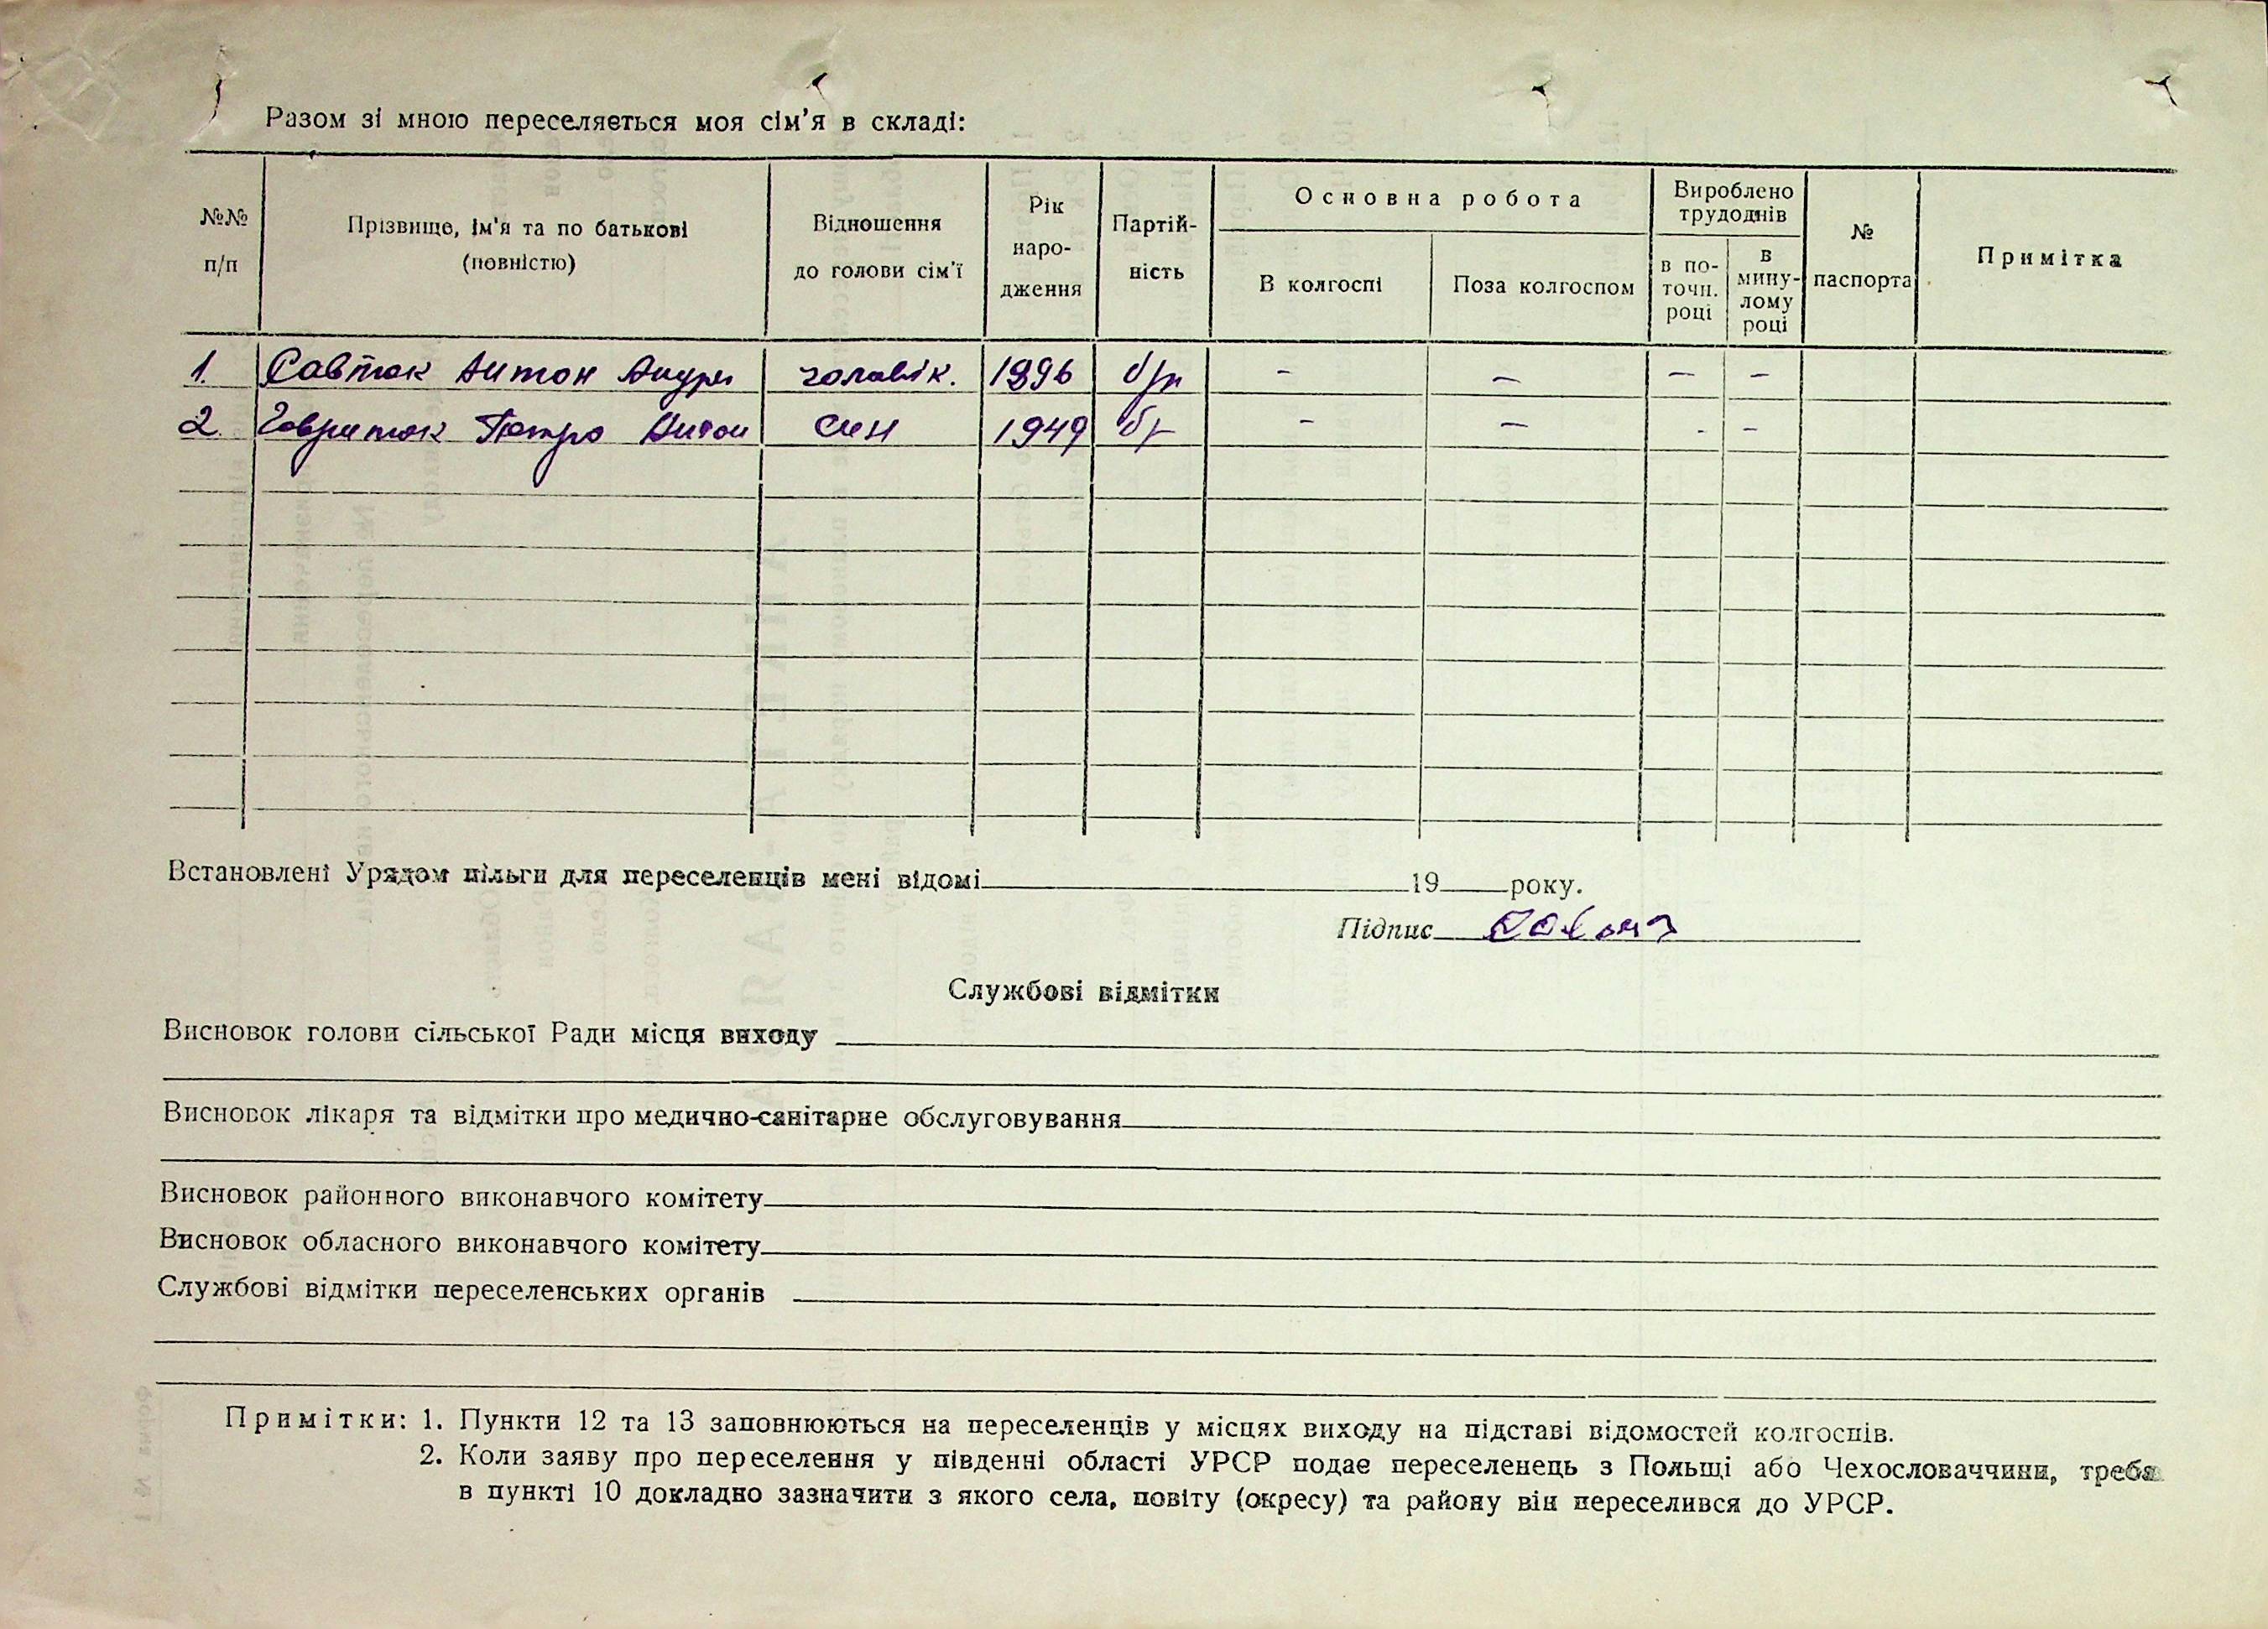 Разом зі мною переселяється моя сім'я в складі:
№№ п/п
Прізвище, ім'я та по батькові (повністю)
Відношення до голови сім'ї
Рік народження
Партійність
Основна робота
В колгоспі
Поза колгоспом
Вироблено трудоднів
в поточн. році
в минулому році
№ паспорта
Примітка
1. Савтюк Антон Андрі чоловік. 1896 б/п - - - -
2 Гавритюк Петро Антон син 1949 б/п - - - -
Встановлені Урядом пільги для переселенців мені відомі 19 року.
Підпис
Службові відмітки
Висновок голови сільської Ради місця виходу
Висновок лікаря та відмітки про медично-санітарне обслуговування
Висновок районного виконавчого комітету
Висновок обласного виконавчого комітету
Службові відмітки переселенських органів
Примітки: 1. Пункти 12 та 13 заповнюються на переселенців у місцях виходу на підставі відомостей колгоспів.
2. Коли заяву про переселення у південні області УРСР подає переселенець з Польщі або Чехословаччини, треба
в пункті 10 докладно зазначити з якого села, повіту (окресу) та району він переселився до УРСР.